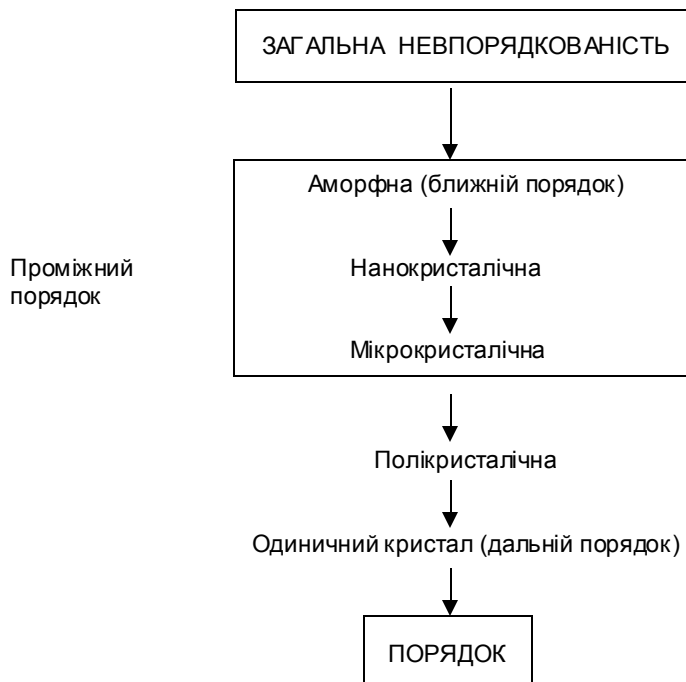 ЗАГАЛЬНА НЕВПОРЯДКОВАНІСТЬ
Аморфна (ближній порядок)
Проміжний
порядок
Нанокристалічна
Мікрокристалічна
Полікристалічна
Одиничний кристал (дальній порядок)
ПОРЯДОК